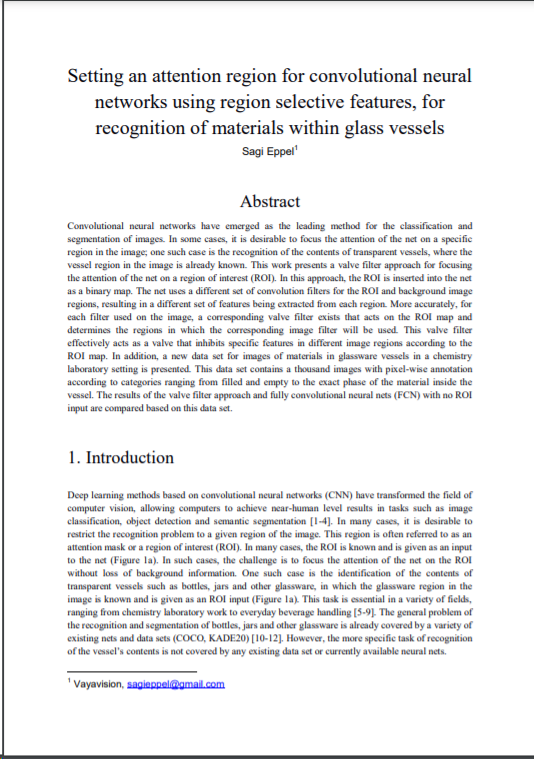 Setting an attention region for convolutional neural
networks using region selective features, for
recognition of materials within glass vessels
Sagi Eppel1
Abstract
Convolutional neural networks have emerged as the leading method for the classification and
segmentation of images. In some cases, it is desirable to focus the attention of the net on a specific
region in the image; one such case is the recognition of the contents of transparent vessels, where the
vessel region in the image is already known. This work presents a valve filter approach for focusing
the attention of the net on a region of interest (ROI). In this approach, the ROI is inserted into the net
as a binary map. The net uses a different set of convolution filters for the ROI and background image
regions, resulting in a different set of features being extracted from each region. More accurately, for
each filter used on the image, a corresponding valve filter exists that acts on the ROI map and
determines the regions in which the corresponding image filter will be used. This valve filter
effectively acts as a valve that inhibits specific features in different image regions according to the
ROI map. In addition, a new data set for images of materials in glassware vessels in a chemistry
laboratory setting is presented. This data set contains a thousand images with pixel-wise annotation
according to categories ranging from filled and empty to the exact phase of the material inside the
vessel. The results of the valve filter approach and fully convolutional neural nets (FCN) with no ROI
input are compared based on this data set.
1. Introduction
Deep learning methods based on convolutional neural networks (CNN) have transformed the field of
computer vision, allowing computers to achieve near-human level results in tasks such as image
classification, object detection and semantic segmentation [1-4]. In many cases, it is desirable to
restrict the recognition problem to a given region of the image. This region is often referred to as an
attention mask or a region of interest (ROI). In many cases, the ROI is known and is given as an input
to the net (Figure 1a). In such cases, the challenge is to focus the attention of the net on the ROI
without loss of background information. One such case is the identification of the contents of
transparent vessels such as bottles, jars and other glassware, in which the glassware region in the
image is known and is given as an ROI input (Figure 1a). This task is essential in a variety of fields,
ranging from chemistry laboratory work to everyday beverage handling [5-9]. The general problem of
the recognition and segmentation of bottles, jars and other glassware is already covered by a variety of
existing nets and data sets (COCO, KADE20) [10-12]. However, the more specific task of recognition
of the vessel's contents is not covered by any existing data set or currently available neural nets.
1 Vayavision, sagieppel@gmail.com